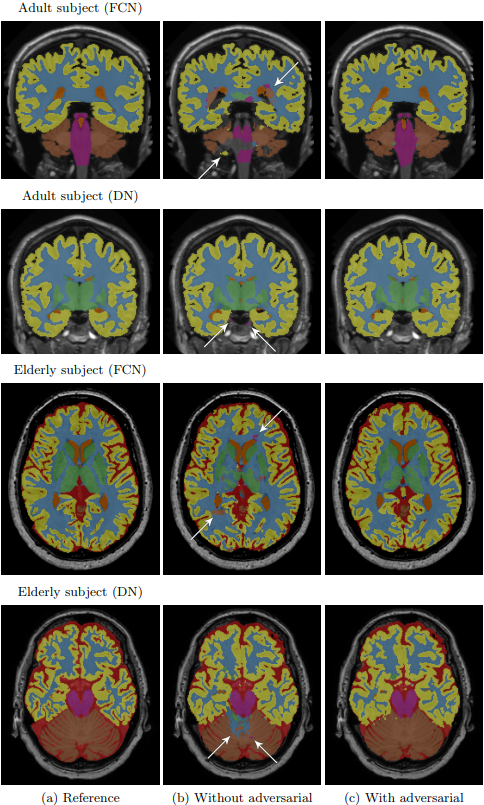 Adult subject (FCN)
Adult subject (DN)
Elderly subject (FCN)
Elderly subject (DN)
(a) Reference
(b) Without adversarial
(c) With adversarial